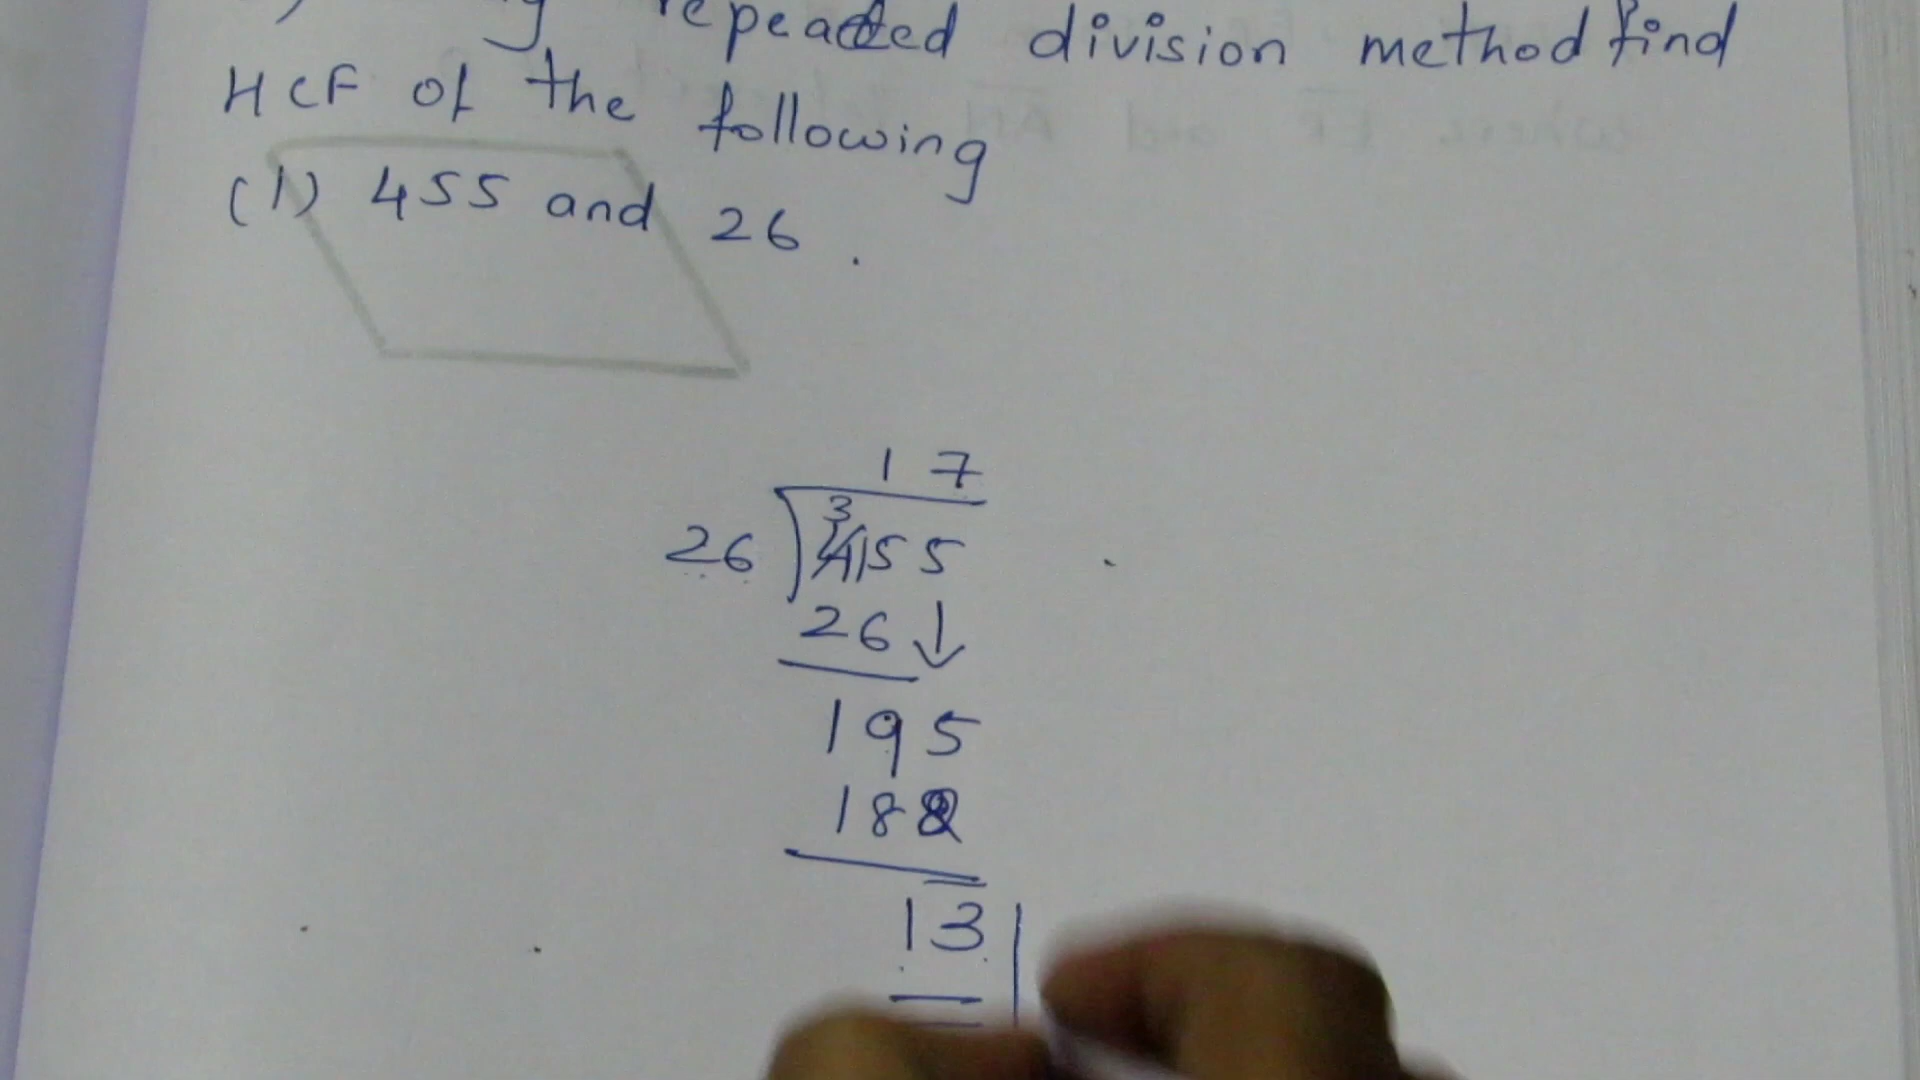 repeated division method find
HCF of the following
(1) 455 and 26.
17
26 455
3
26
195
182
13